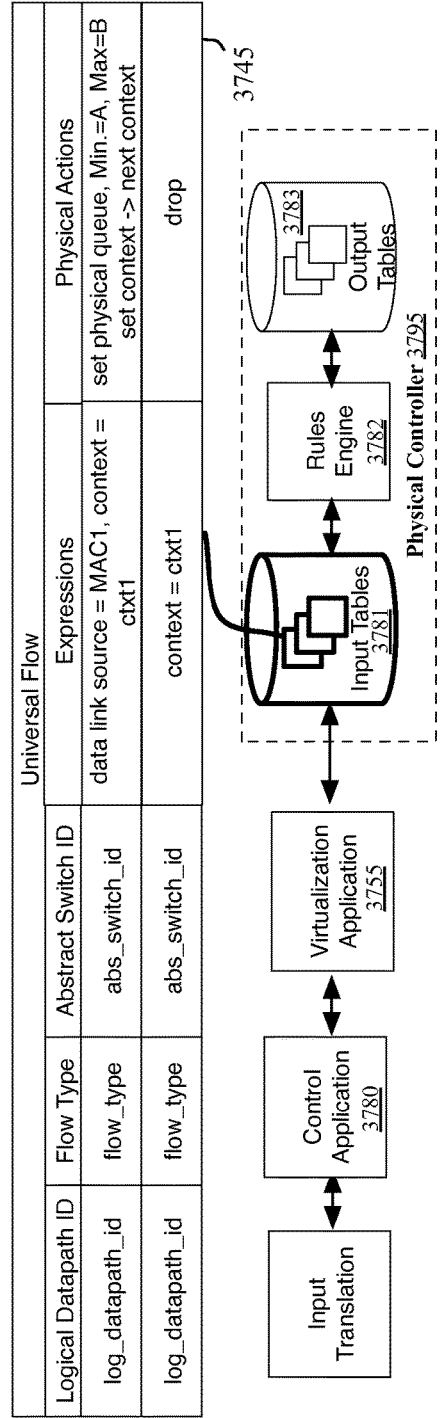 Universal Flow
Logical Datapath ID
Flow Type
Abstract Switch ID
Expressions
Physical Actions
log_datapath_id
flow_type
abs_switch_id
data link source = MAC1, context =
ctxt1
set physical queue, Min.=A, Max=B
set context -> next context
log_datapath_id
flow_type
abs_switch_id
context = ctxt1
drop
3745
Input
Translation
Control
Application
3780
Virtualization
Application
3755
Input Tables
3781
Rules
Engine
3782
3783
Output
Tables
Physical Controller 3795